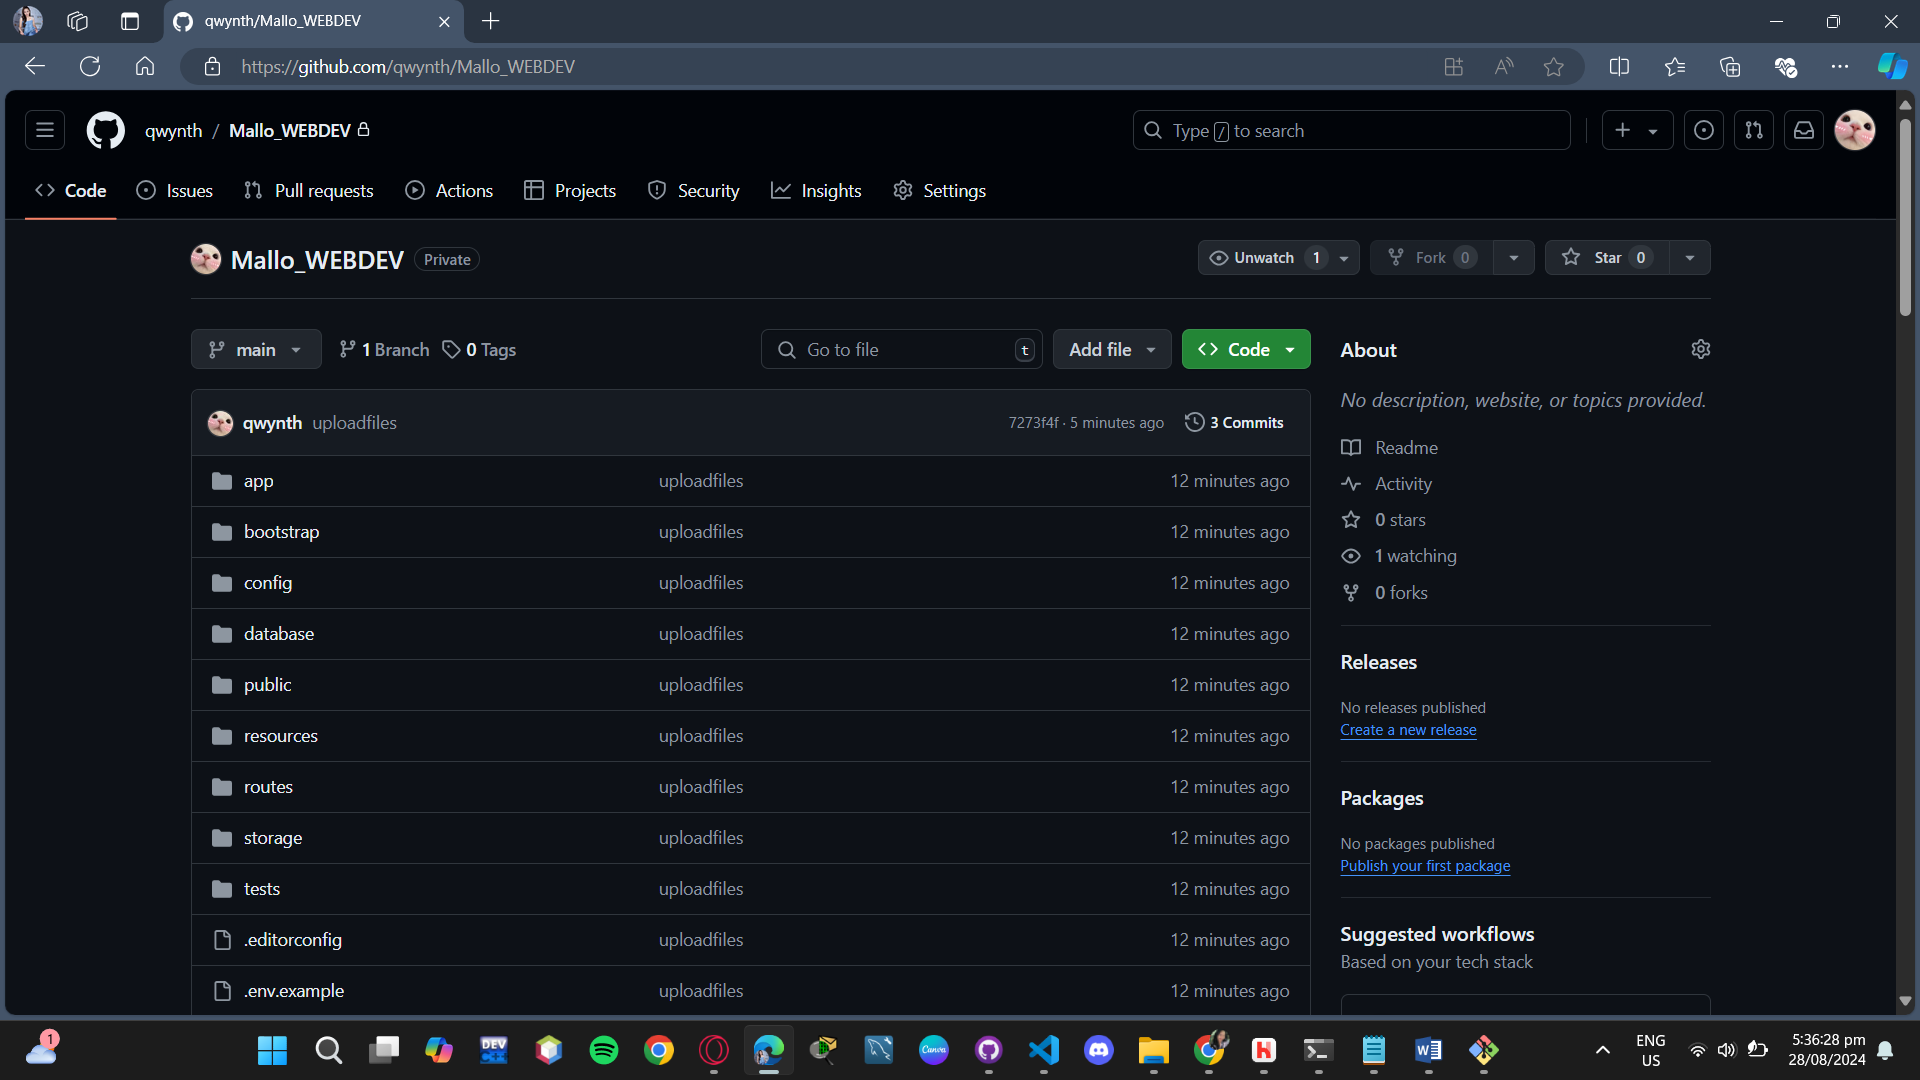 qwynth/Mallo_WEBDEV
https://github.com/qwynth/Mallo_WEBDEV
qwynth / Mallo_WEBDEV
Type / to search
Code Issues Pull requests Actions Projects Security Insights Settings
Mallo_WEBDEV Private
Unwatch 1 Fork 0 Star 0
main 1 Branch 0 Tags
Go to file t Add file Code
qwynth uploadfiles 7273f4f · 5 minutes ago 3 Commits
app uploadfiles 12 minutes ago
bootstrap uploadfiles 12 minutes ago
config uploadfiles 12 minutes ago
database uploadfiles 12 minutes ago
public uploadfiles 12 minutes ago
resources uploadfiles 12 minutes ago
routes uploadfiles 12 minutes ago
storage uploadfiles 12 minutes ago
tests uploadfiles 12 minutes ago
.editorconfig uploadfiles 12 minutes ago
.env.example uploadfiles 12 minutes ago
About
No description, website, or topics provided.
Readme
Activity
0 stars
1 watching
0 forks
Releases
No releases published
Create a new release
Packages
No packages published
Publish your first package
Suggested workflows
Based on your tech stack
1
DEV
C++
Canva
ENG
US
5:36:28 pm
28/08/2024